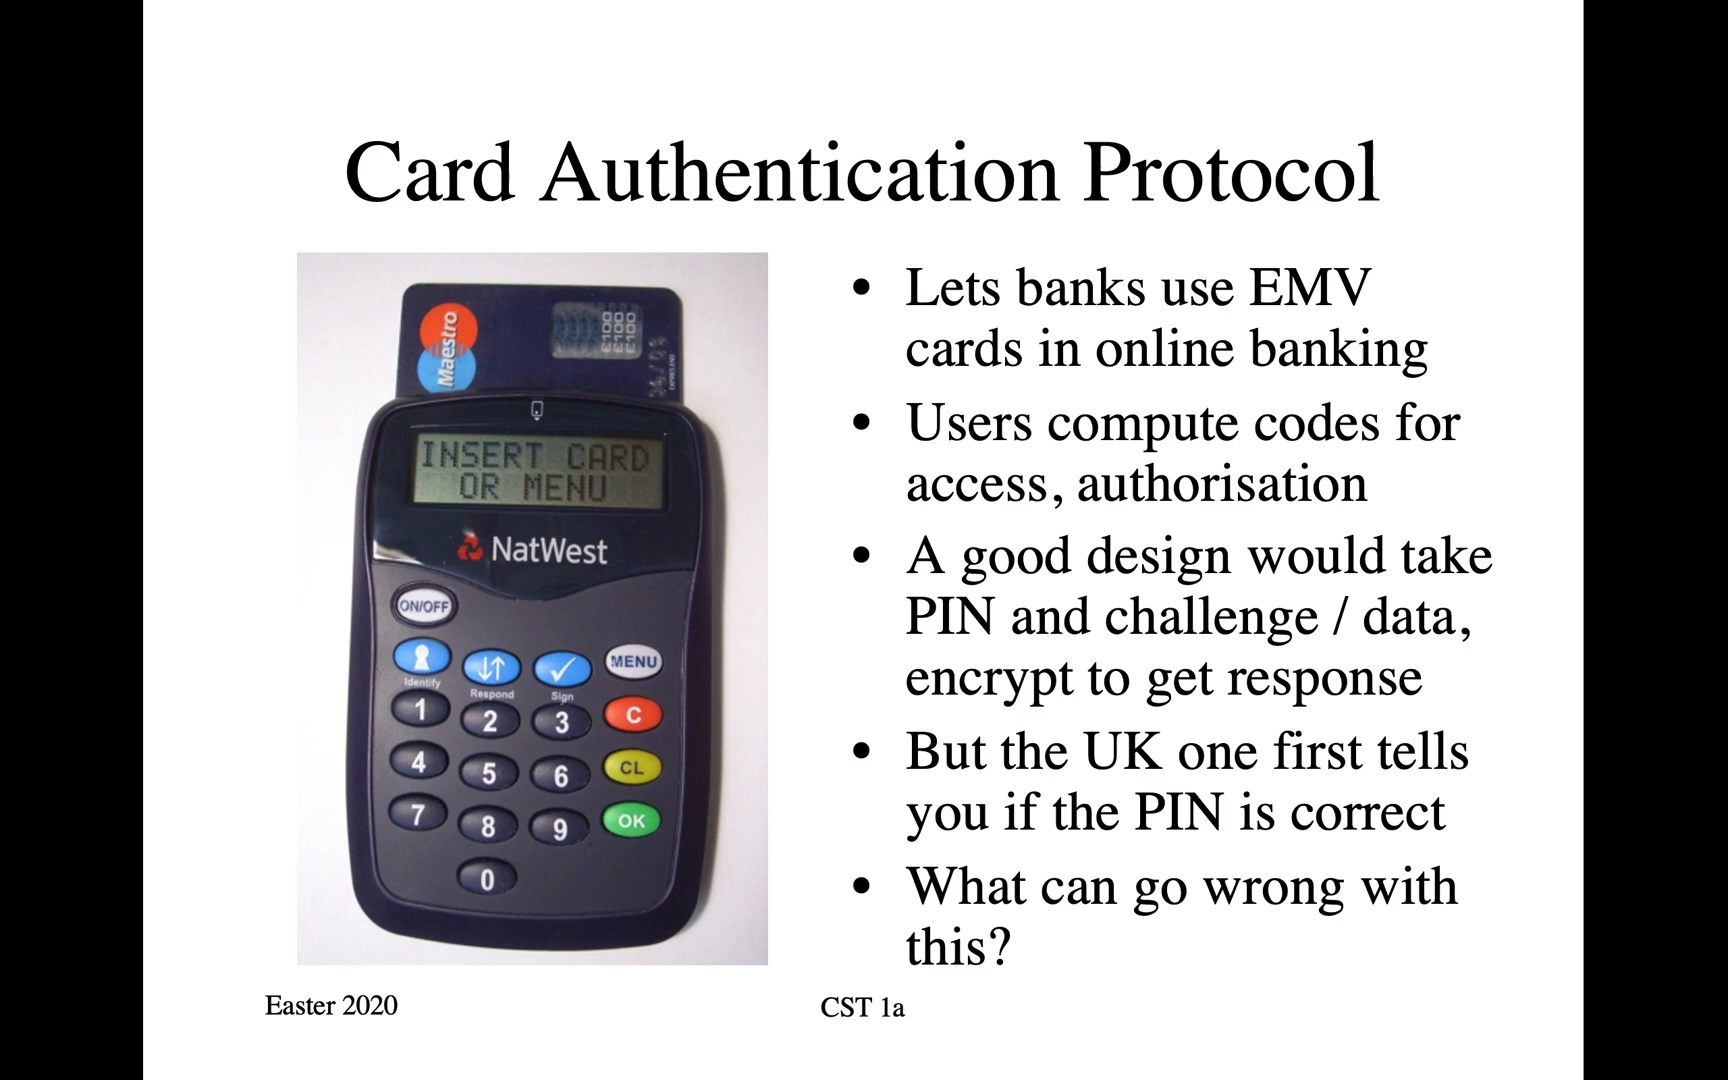 Card Authentication Protocol
Maestro
£100
£100
£100
INSERT CARD
OR MENU
NatWest
ON/OFF
MENU
Identify
Respond
Sign
1
2
3
C
4
5
6
CL
7
8
9
OK
0
• Lets banks use EMV
cards in online banking
• Users compute codes for
access, authorisation
• A good design would take
PIN and challenge / data,
encrypt to get response
• But the UK one first tells
you if the PIN is correct
• What can go wrong with
this?
Easter 2020
CST 1a